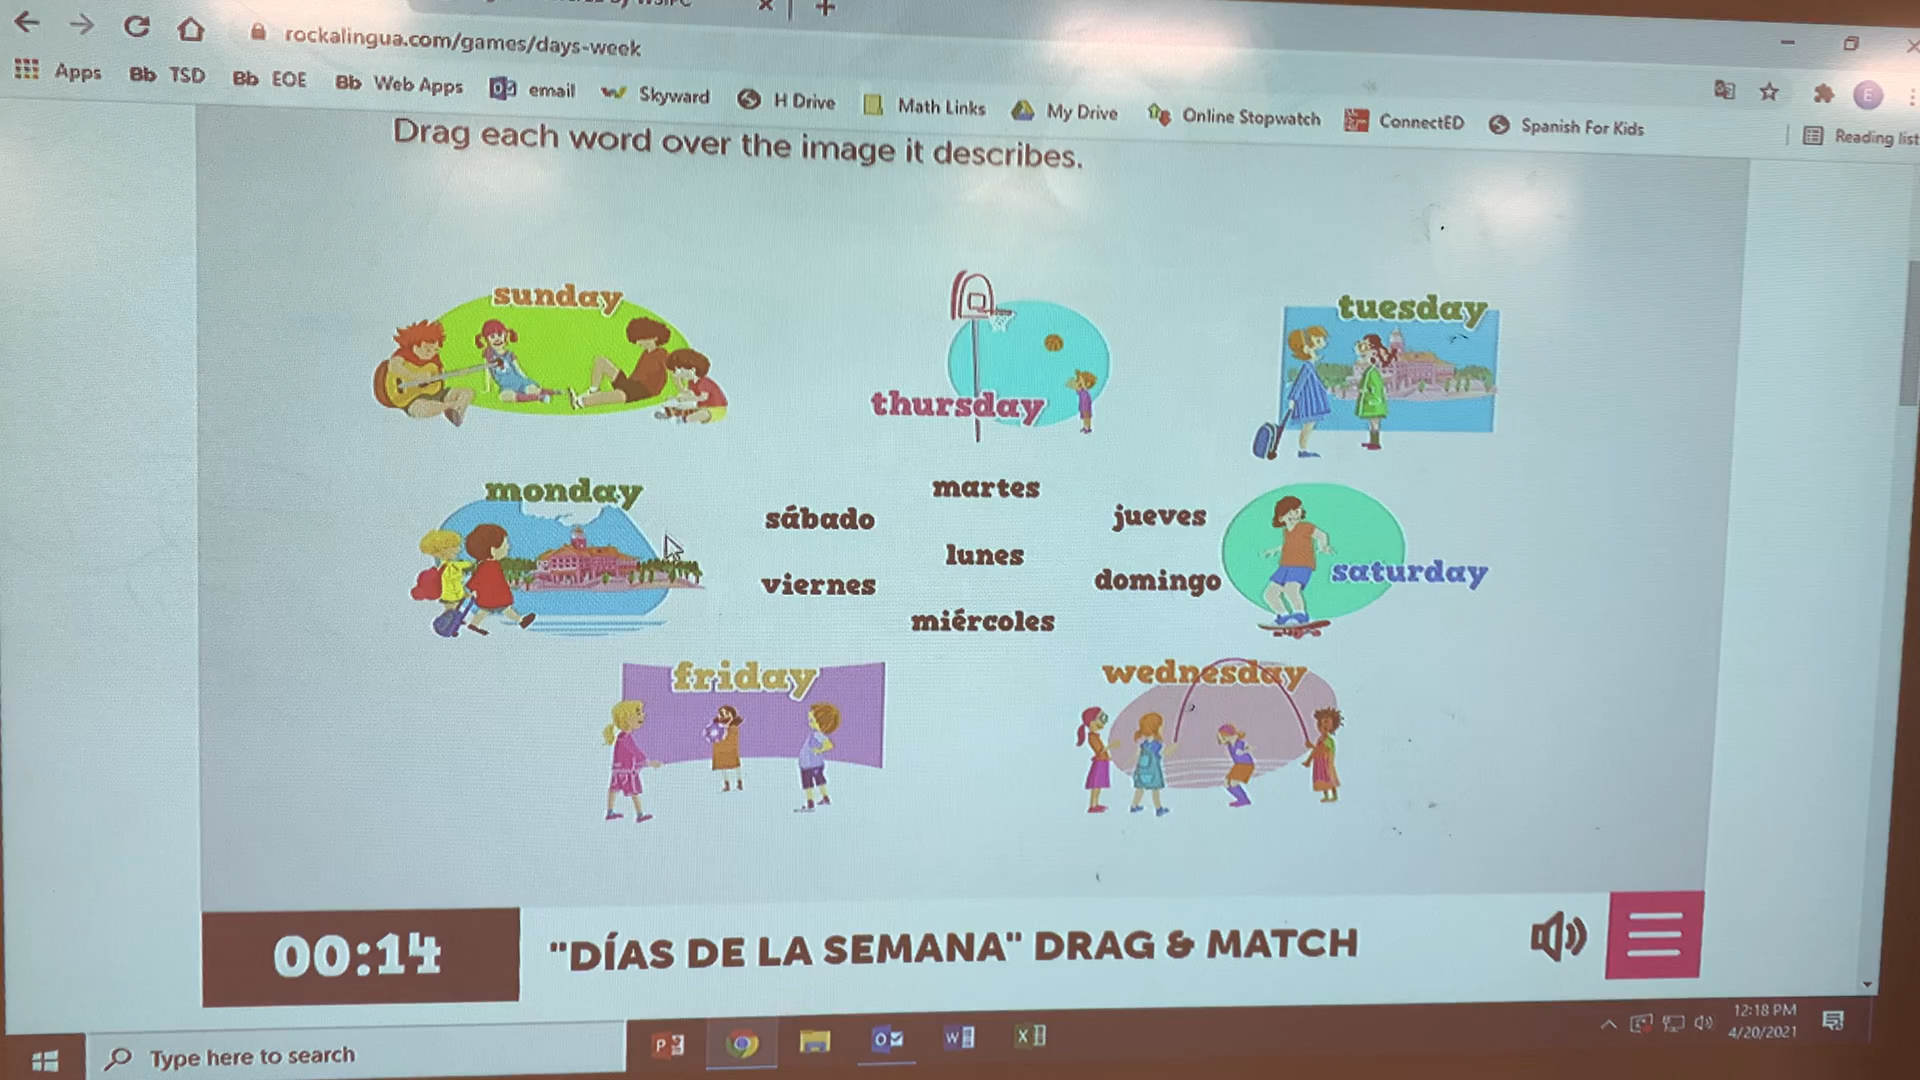 rockalingua.com/games/days-week
Apps Bb TSD Bb EOE Bb Web Apps email Skyward H Drive Math Links My Drive Online Stopwatch ConnectED Spanish For Kids
E
Reading list
Drag each word over the image it describes.
sunday
thursday
tuesday
monday
sábado
martes
jueves
lunes
viernes
domingo
miércoles
saturday
friday
wednesday
00:14
"DÍAS DE LA SEMANA" DRAG & MATCH
Type here to search
12:18 PM
4/20/2021